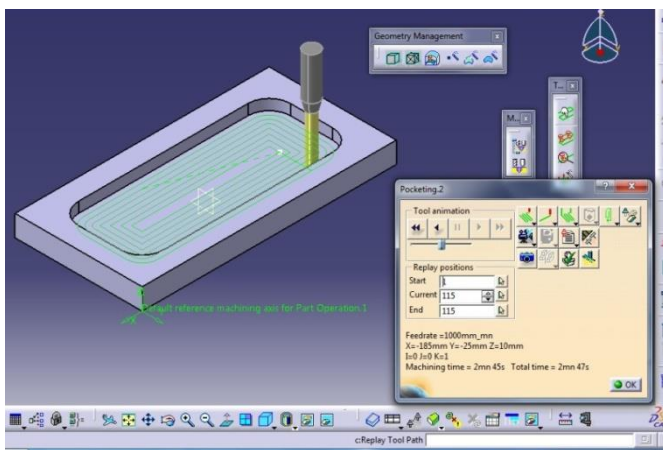 Geometry Management
T...
M...
Pocketing.2
Tool animation
Replay positions
Start
Current 115
End 115
Feedrate =1000mm_mn
X=-185mm Y=-25mm Z=10mm
I=0 J=0 K=1
Machining time = 2mn 45s Total time = 2mn 47s
OK
Default reference machining axis for Part Operation.1
c:Replay Tool Path